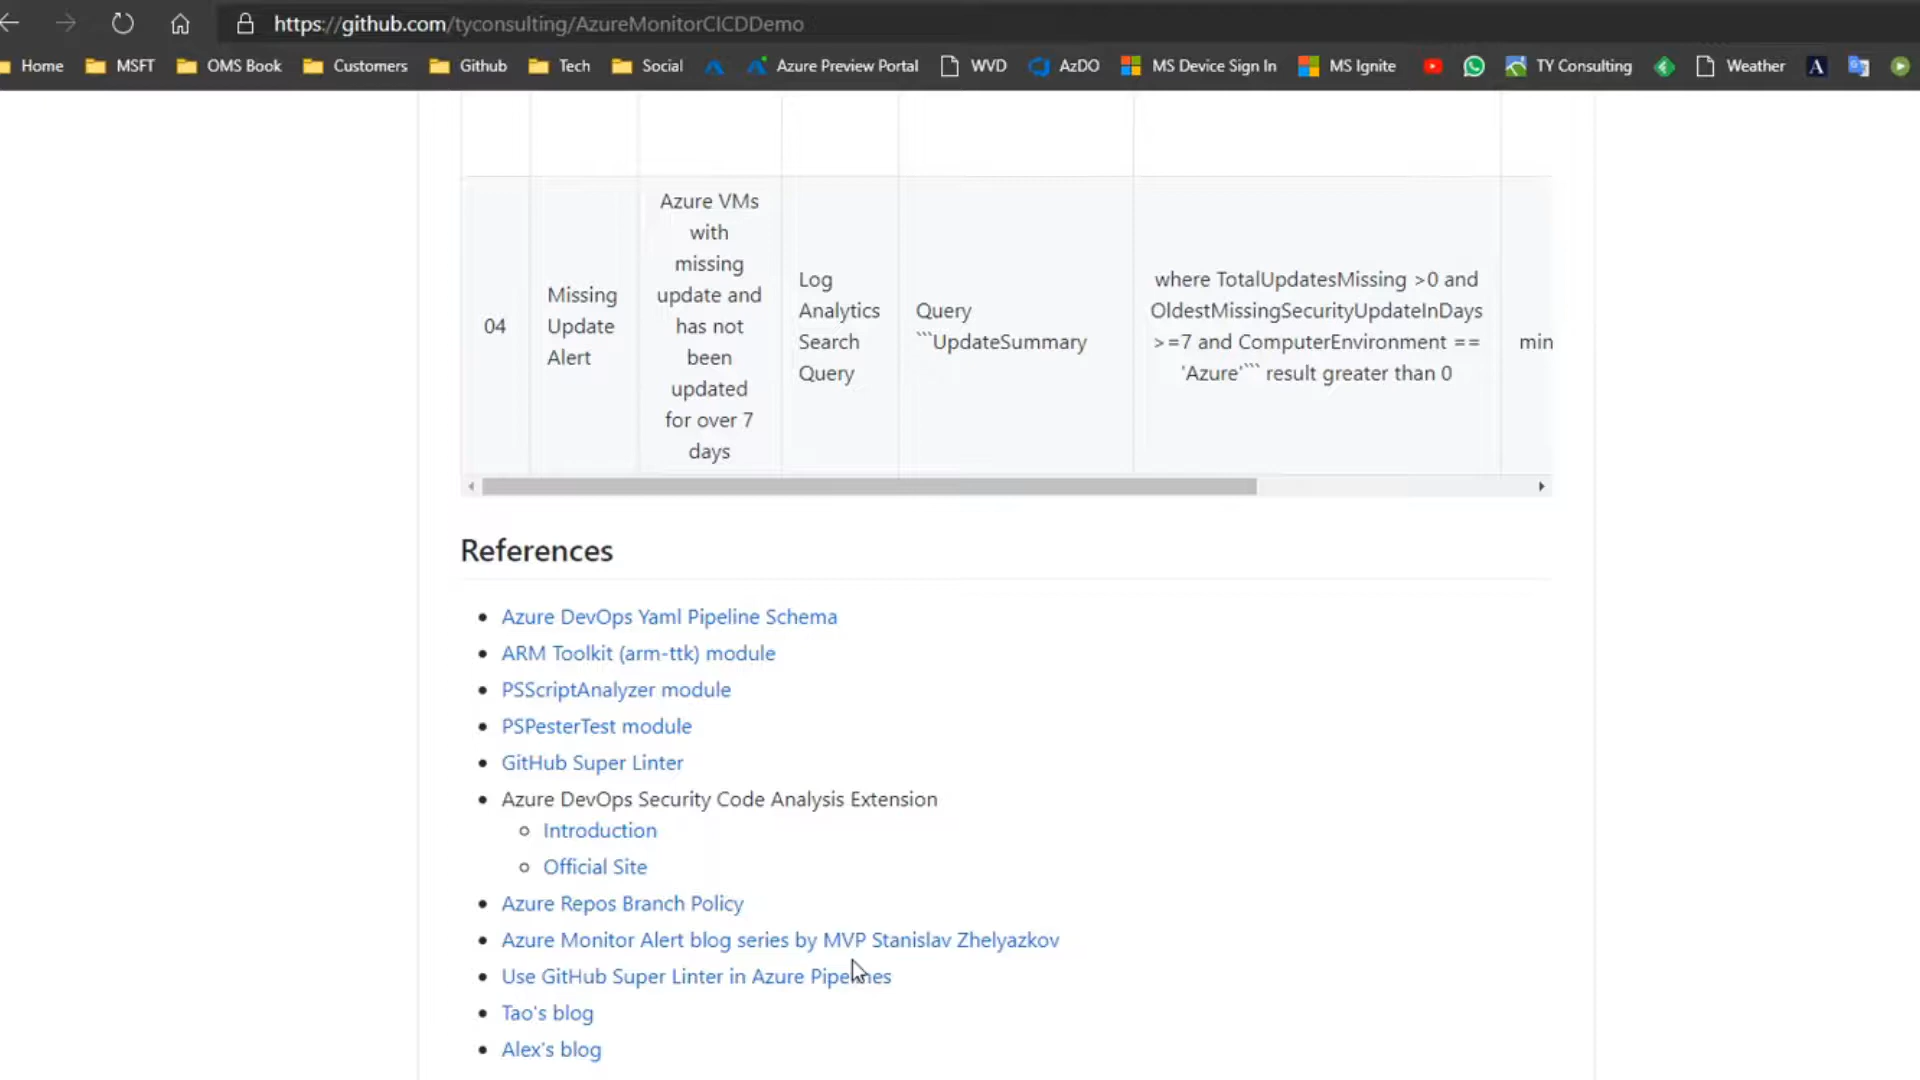 https://github.com/tyconsulting/AzureMonitorCICDDemo
Home MSFT OMS Book Customers Github Tech Social Azure Preview Portal WVD AzDO MS Device Sign In MS Ignite TY Consulting Weather A
04
Missing
Update
Alert
Azure VMs
with
missing
update and
has not
been
updated
for over 7
days
Log
Analytics
Search
Query
Query
```UpdateSummary
where TotalUpdatesMissing >0 and
OldestMissingSecurityUpdateInDays
>=7 and ComputerEnvironment ==
'Azure'``` result greater than 0
min
References
Azure DevOps Yaml Pipeline Schema
ARM Toolkit (arm-ttk) module
PSScriptAnalyzer module
PSPesterTest module
GitHub Super Linter
Azure DevOps Security Code Analysis Extension
Introduction
Official Site
Azure Repos Branch Policy
Azure Monitor Alert blog series by MVP Stanislav Zhelyazkov
Use GitHub Super Linter in Azure Pipelines
Tao's blog
Alex's blog